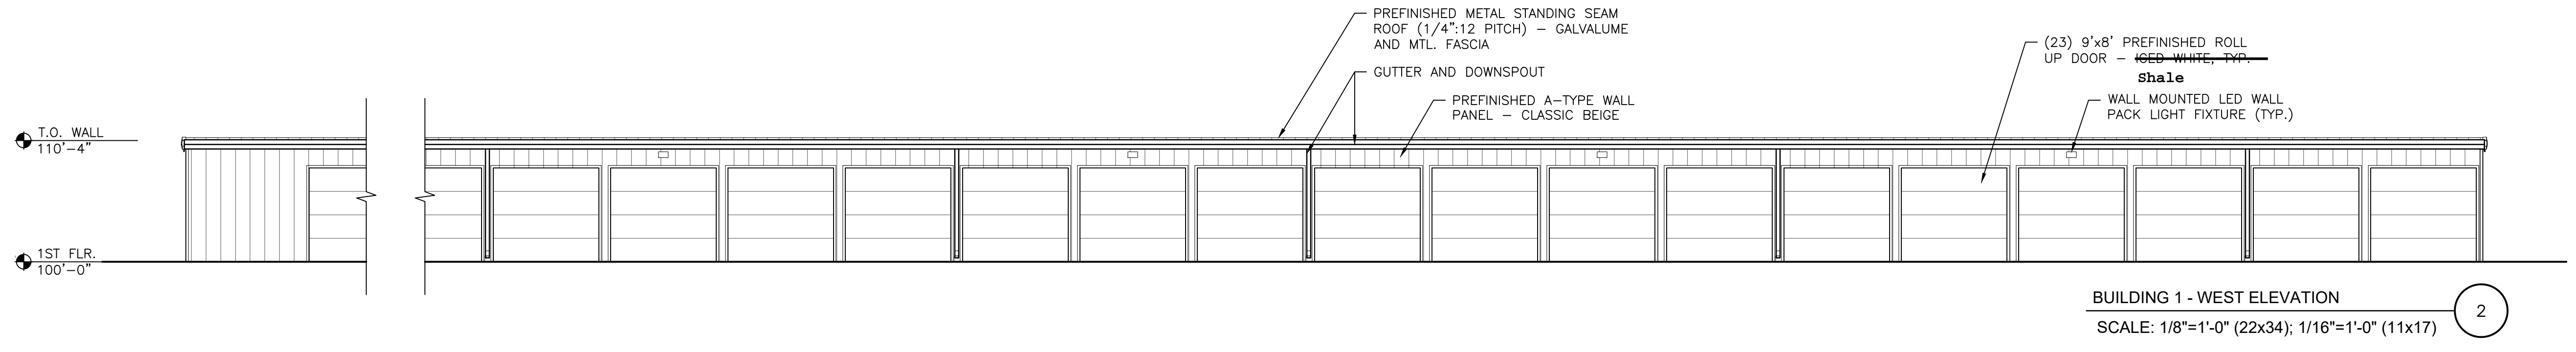 PREFINISHED METAL STANDING SEAM
ROOF (1/4":12 PITCH) – GALVALUME
AND MTL. FASCIA
GUTTER AND DOWNSPOUT
PREFINISHED A–TYPE WALL
PANEL – CLASSIC BEIGE
(23) 9'x8' PREFINISHED ROLL
UP DOOR – ICED WHITE, TYP.
Shale
WALL MOUNTED LED WALL
PACK LIGHT FIXTURE (TYP.)
T.O. WALL
110'–4"
1ST FLR.
100'–0"
BUILDING 1 - WEST ELEVATION
2
SCALE: 1/8"=1'-0" (22x34); 1/16"=1'-0" (11x17)